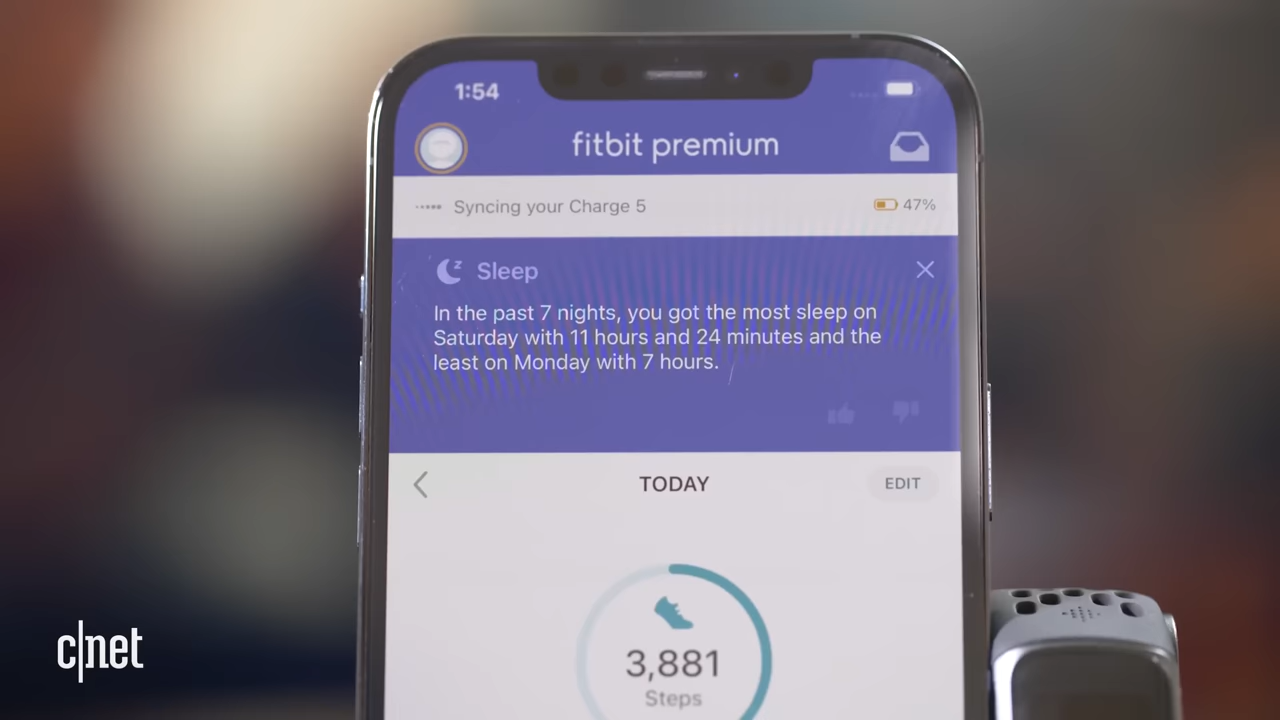 1:54
fitbit premium
Syncing your Charge 5
47%
Sleep
In the past 7 nights, you got the most sleep on
Saturday with 11 hours and 24 minutes and the
least on Monday with 7 hours.
TODAY
EDIT
3,881
Steps
c|net